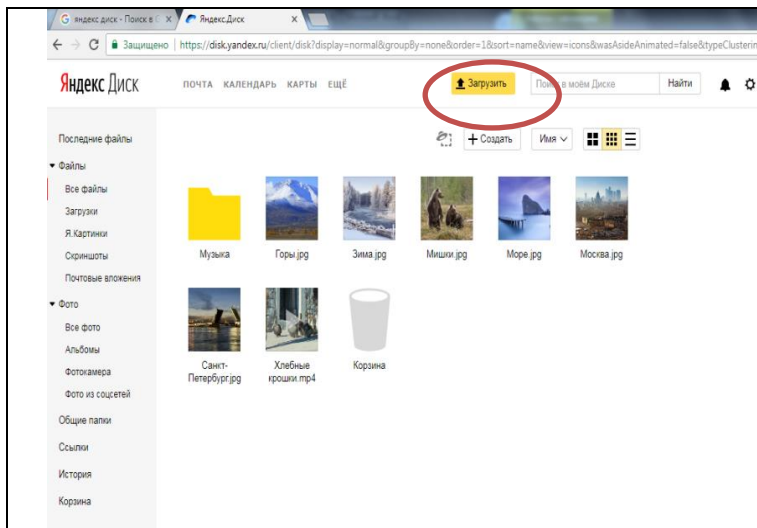 яндекс диск - Поиск в
Яндекс.Диск
Защищено
https://disk.yandex.ru/client/disk?display=normal&groupBy=none&order=1&sort=name&view=icons&wasAsideAnimated=false&typeClusterin
Яндекс Диск
ПОЧТА КАЛЕНДАРЬ КАРТЫ ЕЩЁ
Загрузить
Поиск в моём Диске
Найти
Последние файлы
Создать
Имя
Файлы
Все файлы
Загрузки
Я.Картинки
Скриншоты
Почтовые вложения
Музыка
Горы.jpg
Зима.jpg
Мишки.jpg
Море.jpg
Москва.jpg
Фото
Все фото
Альбомы
Фотокамера
Фото из соцсетей
Санкт-
Петербург.jpg
Хлебные
крошки.mp4
Корзина
Общие папки
Ссылки
История
Корзина